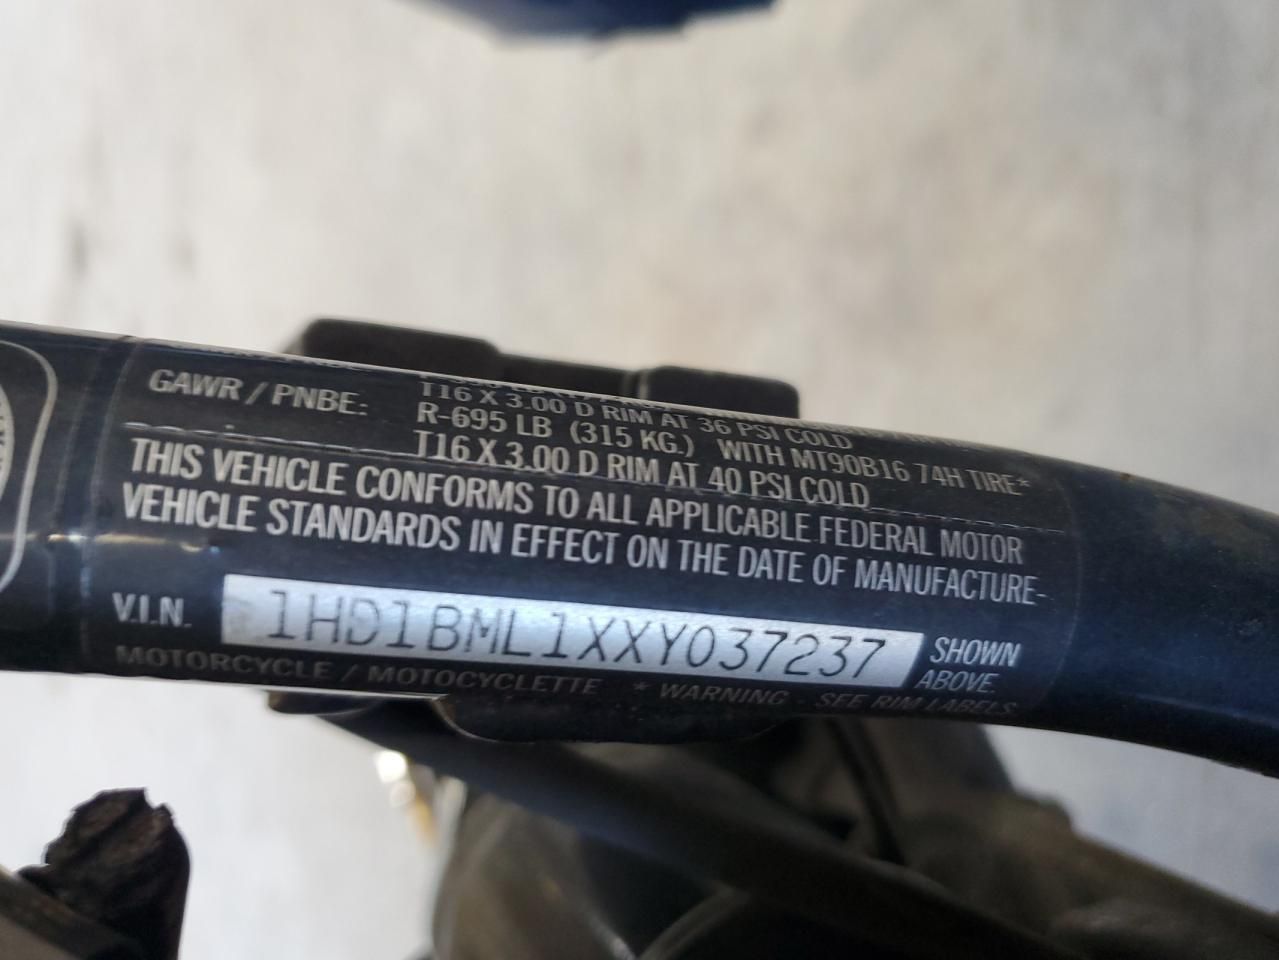 GAWR / PNBE:
T16 X 3.00 D RIM AT 36 PSI COLD
R-695 LB (315 KG.) WITH MT90B16 74H TIRE*
T16 X 3.00 D RIM AT 40 PSI COLD
THIS VEHICLE CONFORMS TO ALL APPLICABLE FEDERAL MOTOR
VEHICLE STANDARDS IN EFFECT ON THE DATE OF MANUFACTURE-
V.I.N. 1HD1BML1XXY037237 SHOWN
ABOVE.
MOTORCYCLE / MOTOCYCLETTE * WARNING - SEE RIM LABELS